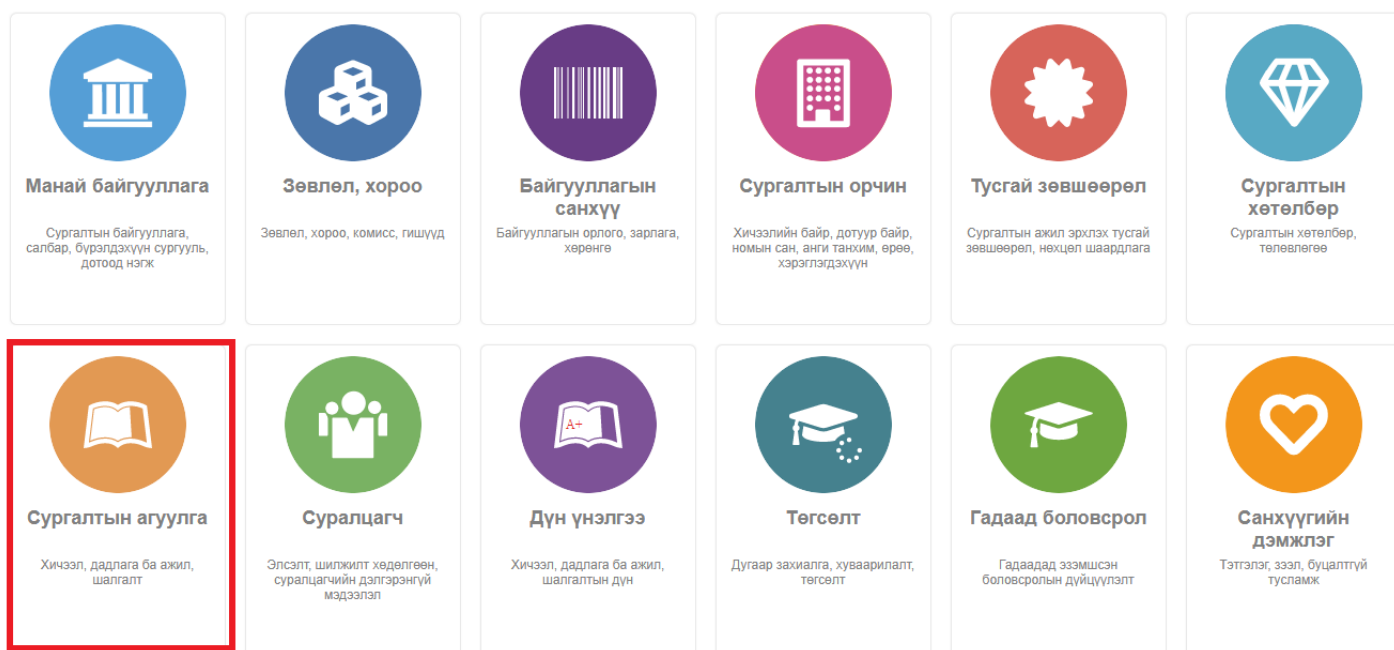 Манай байгууллага
Сургалтын байгууллага,
салбар, бүрэлдэхүүн сургууль,
дотоод нэгж
Зөвлөл, хороо
Зөвлөл, хороо, комисс, гишүүд
Байгууллагын
санхүү
Байгууллагын орлого, зарлага,
хөрөнгө
Сургалтын орчин
Хичээлийн байр, дотуур байр,
номын сан, анги танхим, өрөө,
хэрэглэгдэхүүн
Тусгай зөвшөөрөл
Сургалтын ажил эрхлэх тусгай
зөвшөөрөл, нөхцөл шаардлага
Сургалтын
хөтөлбөр
Сургалтын хөтөлбөр,
төлөвлөгөө
Сургалтын агуулга
Хичээл, дадлага ба ажил,
шалгалт
Суралцагч
Элсэлт, шилжилт хөдөлгөөн,
суралцагчийн дэлгэрэнгүй
мэдээлэл
A+
Дүн үнэлгээ
Хичээл, дадлага ба ажил,
шалгалтын дүн
Төгсөлт
Дугаар захиалга, хуваарилалт,
төгсөлт
Гадаад боловсрол
Гадаадад эзэмшсэн
боловсролын дүйцүүлэлт
Санхүүгийн
дэмжлэг
Тэтгэлэг, зээл, буцалтгүй
тусламж